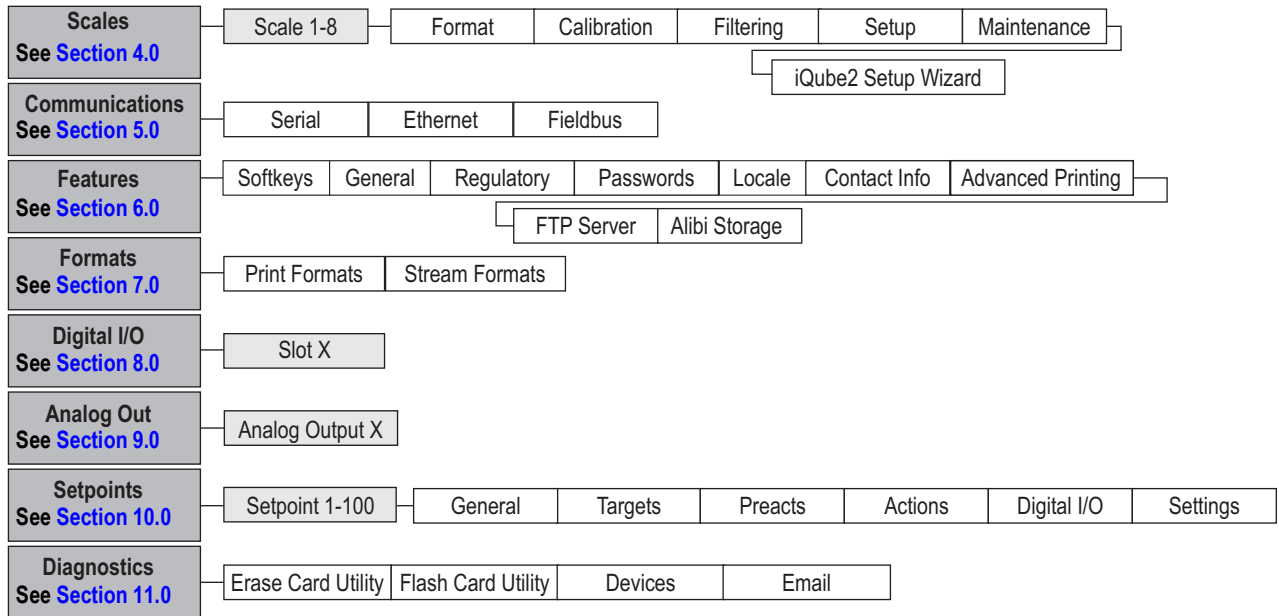 Scales
See Section 4.0
Scale 1-8
Format
Calibration
Filtering
Setup
Maintenance
iQube2 Setup Wizard
Communications
See Section 5.0
Serial
Ethernet
Fieldbus
Features
See Section 6.0
Softkeys
General
Regulatory
Passwords
Locale
Contact Info
Advanced Printing
FTP Server
Alibi Storage
Formats
See Section 7.0
Print Formats
Stream Formats
Digital I/O
See Section 8.0
Slot X
Analog Out
See Section 9.0
Analog Output X
Setpoints
See Section 10.0
Setpoint 1-100
General
Targets
Preacts
Actions
Digital I/O
Settings
Diagnostics
See Section 11.0
Erase Card Utility
Flash Card Utility
Devices
Email